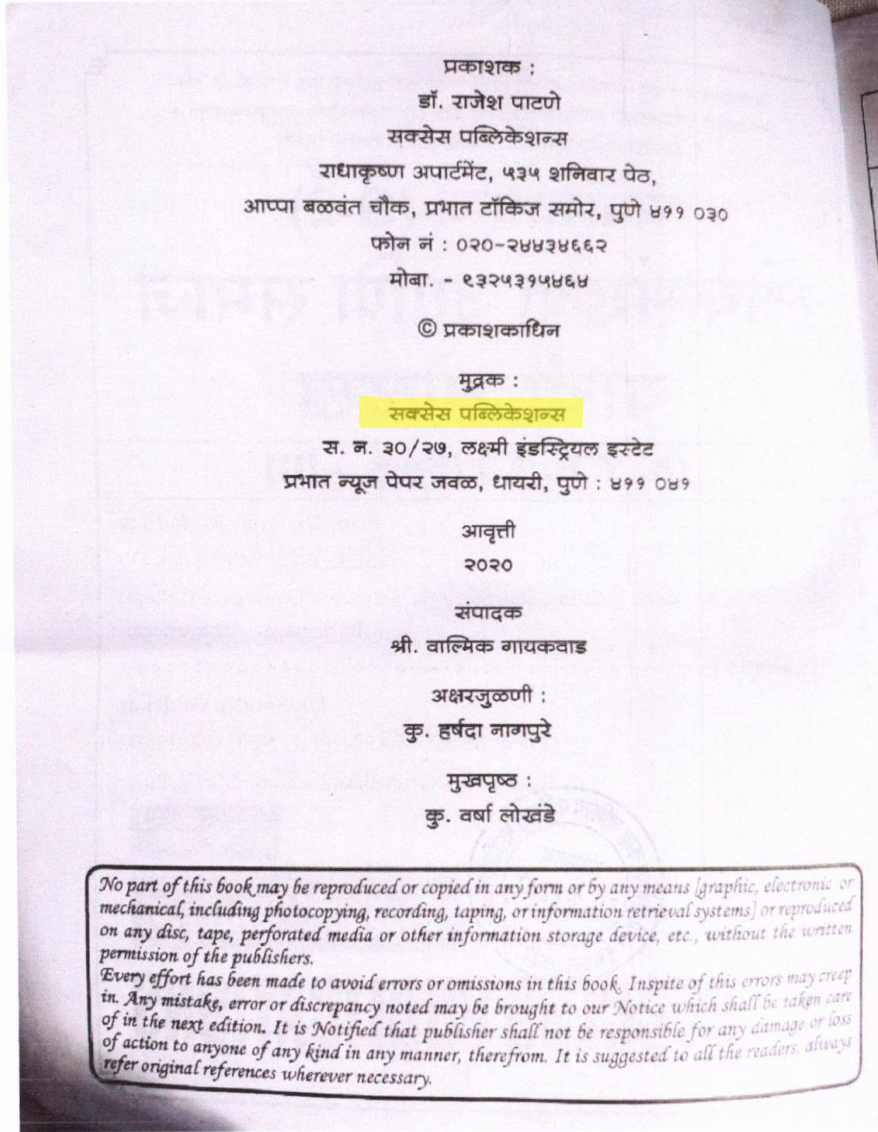 प्रकाशक :
डॉ. राजेश पाटणे
सक्सेस पब्लिकेशन्स
राधाकृष्ण अपार्टमेंट, ५३५ शनिवार पेठ,
आप्पा बळवंत चौक, प्रभात टॉकिज समोर, पुणे ४११ ०३०
फोन नं : ०२०-२४४३४६६२
मोबा. - ९३२५३१५४६४
© प्रकाशकाधिन
मुद्रक :
सक्सेस पब्लिकेशन्स
स. न. ३०/२७, लक्ष्मी इंडस्ट्रियल इस्टेट
प्रभात न्यूज पेपर जवळ, धायरी, पुणे : ४११ ०४१
आवृत्ती
२०२०
संपादक
श्री. वाल्मिक गायकवाड
अक्षरजुळणी :
कु. हर्षदा नागपुरे
मुखपृष्ठ :
कु. वर्षा लोखंडे
No part of this book may be reproduced or copied in any form or by any means [graphic, electronic or
mechanical, including photocopying, recording, taping, or information retrieval systems] or reproduced
on any disc, tape, perforated media or other information storage device, etc., without the written
permission of the publishers.
Every effort has been made to avoid errors or omissions in this book. Inspite of this errors may creep
in. Any mistake, error or discrepancy noted may be brought to our Notice which shall be taken care
of in the next edition. It is Notified that publisher shall not be responsible for any damage or loss
of action to anyone of any kind in any manner, therefrom. It is suggested to all the readers, always
refer original references wherever necessary.